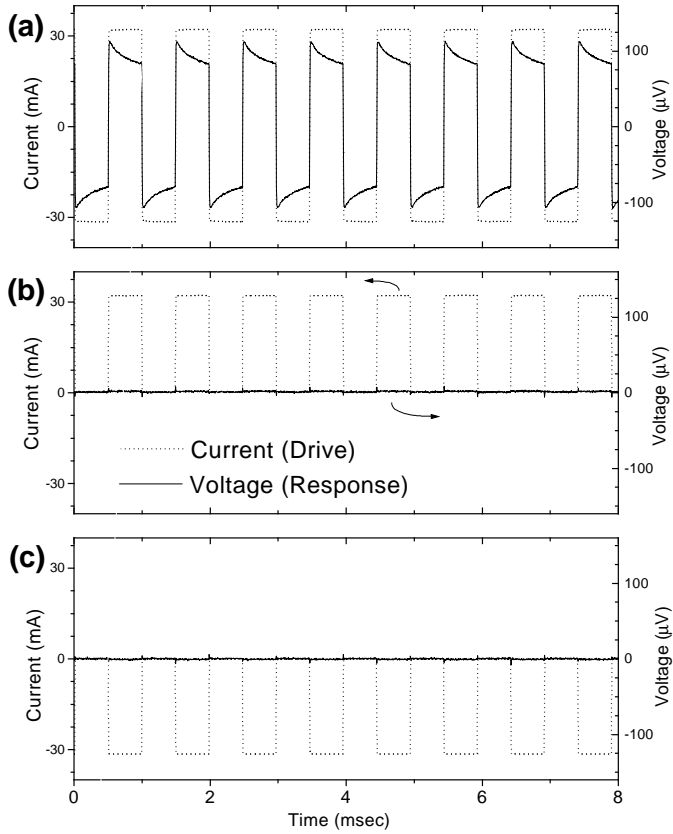 (a)
30
0
-30
Current (mA)
100
0
-100
Voltage (μV)
(b)
30
0
-30
Current (mA)
100
0
-100
Voltage (μV)
Current (Drive)
Voltage (Response)
(c)
30
0
-30
Current (mA)
100
0
-100
Voltage (μV)
0 2 4 6 8
Time (msec)